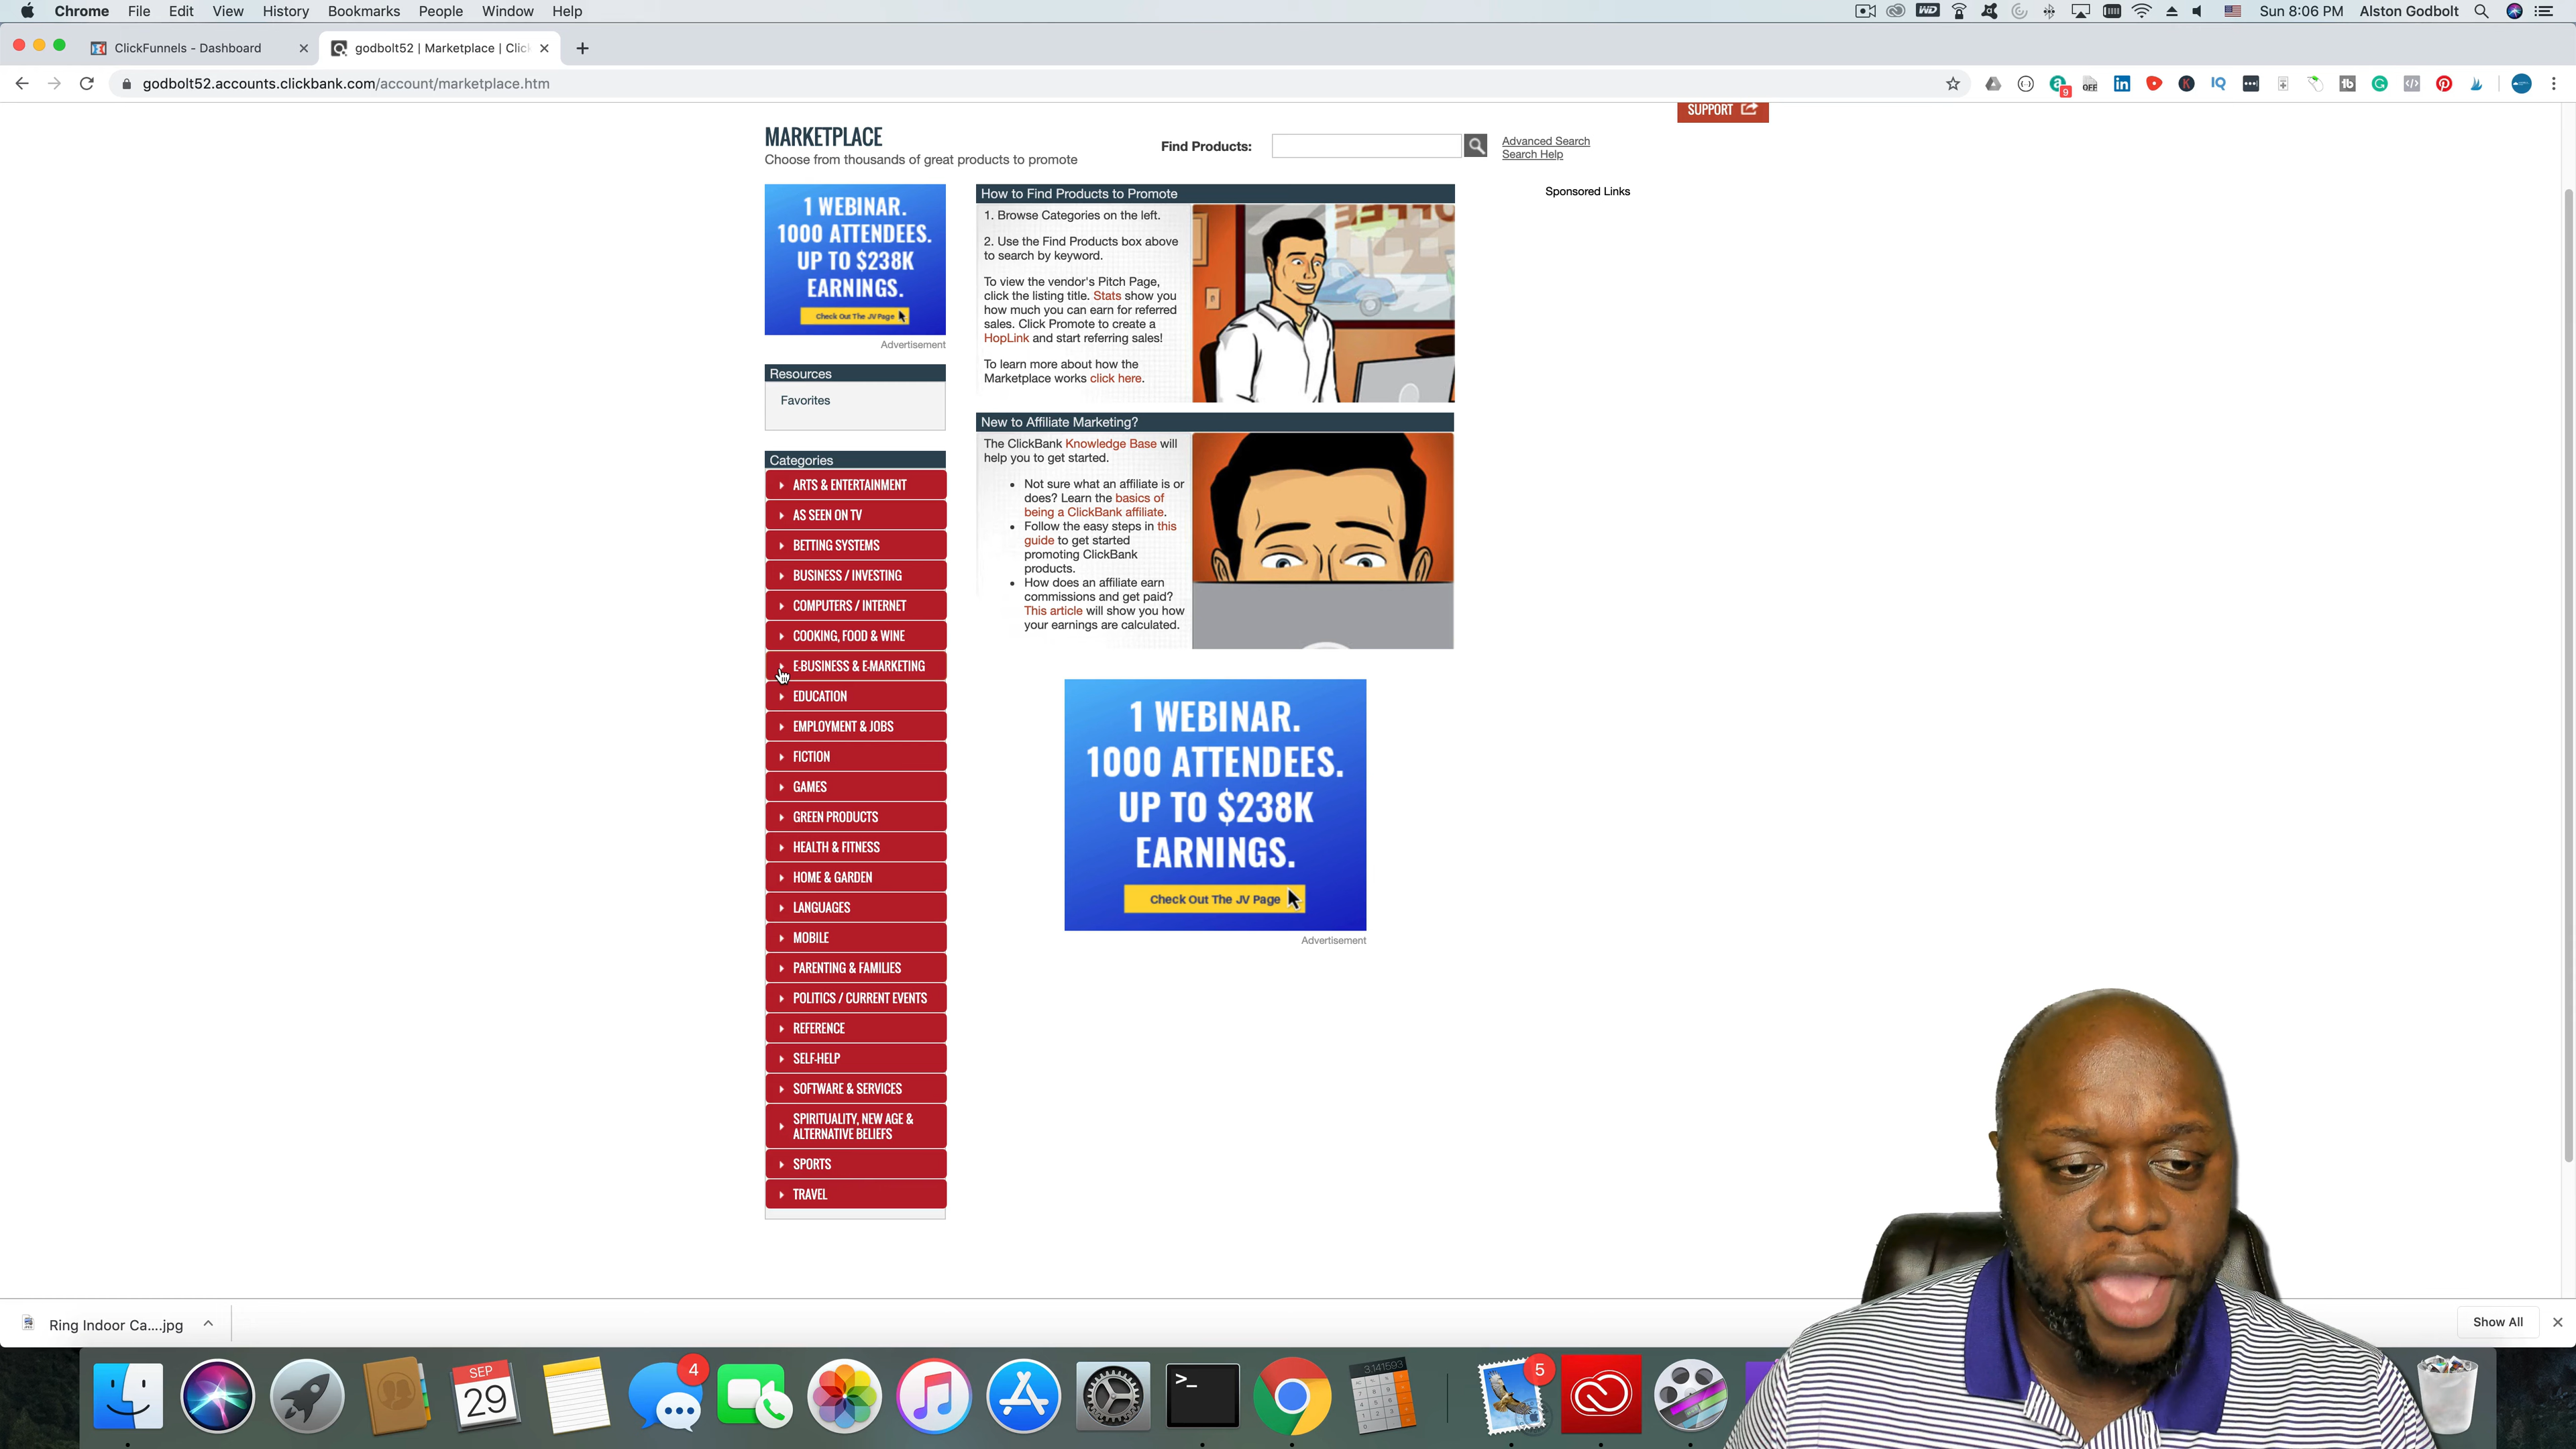 Chrome File Edit View History Bookmarks People Window Help
WD
Sun 8:06 PM Alston Godbolt
ClickFunnels - Dashboard
godbolt52 | Marketplace | Clic
godbolt52.accounts.clickbank.com/account/marketplace.htm
SUPPORT
MARKETPLACE
Choose from thousands of great products to promote
Find Products:
Advanced Search
Search Help
1 WEBINAR.
1000 ATTENDEES.
UP TO $238K
EARNINGS.
Check Out The JV Page
Advertisement
Resources
Favorites
Categories
ARTS & ENTERTAINMENT
AS SEEN ON TV
BETTING SYSTEMS
BUSINESS / INVESTING
COMPUTERS / INTERNET
COOKING, FOOD & WINE
E-BUSINESS & E-MARKETING
EDUCATION
EMPLOYMENT & JOBS
FICTION
GAMES
GREEN PRODUCTS
HEALTH & FITNESS
HOME & GARDEN
LANGUAGES
MOBILE
PARENTING & FAMILIES
POLITICS / CURRENT EVENTS
REFERENCE
SELF-HELP
SOFTWARE & SERVICES
SPIRITUALITY, NEW AGE &
ALTERNATIVE BELIEFS
SPORTS
TRAVEL
How to Find Products to Promote
1. Browse Categories on the left.
2. Use the Find Products box above
to search by keyword.
To view the vendor's Pitch Page,
click the listing title. Stats show you
how much you can earn for referred
sales. Click Promote to create a
HopLink and start referring sales!
To learn more about how the
Marketplace works click here.
New to Affiliate Marketing?
The ClickBank Knowledge Base will
help you to get started.
Not sure what an affiliate is or
does? Learn the basics of
being a ClickBank affiliate.
Follow the easy steps in this
guide to get started
promoting ClickBank
products.
How does an affiliate earn
commissions and get paid?
This article will show you how
your earnings are calculated.
1 WEBINAR.
1000 ATTENDEES.
UP TO $238K
EARNINGS.
Check Out The JV Page
Advertisement
Sponsored Links
Ring Indoor Ca....jpg
Show All
SEP
29
4
3.141593
5